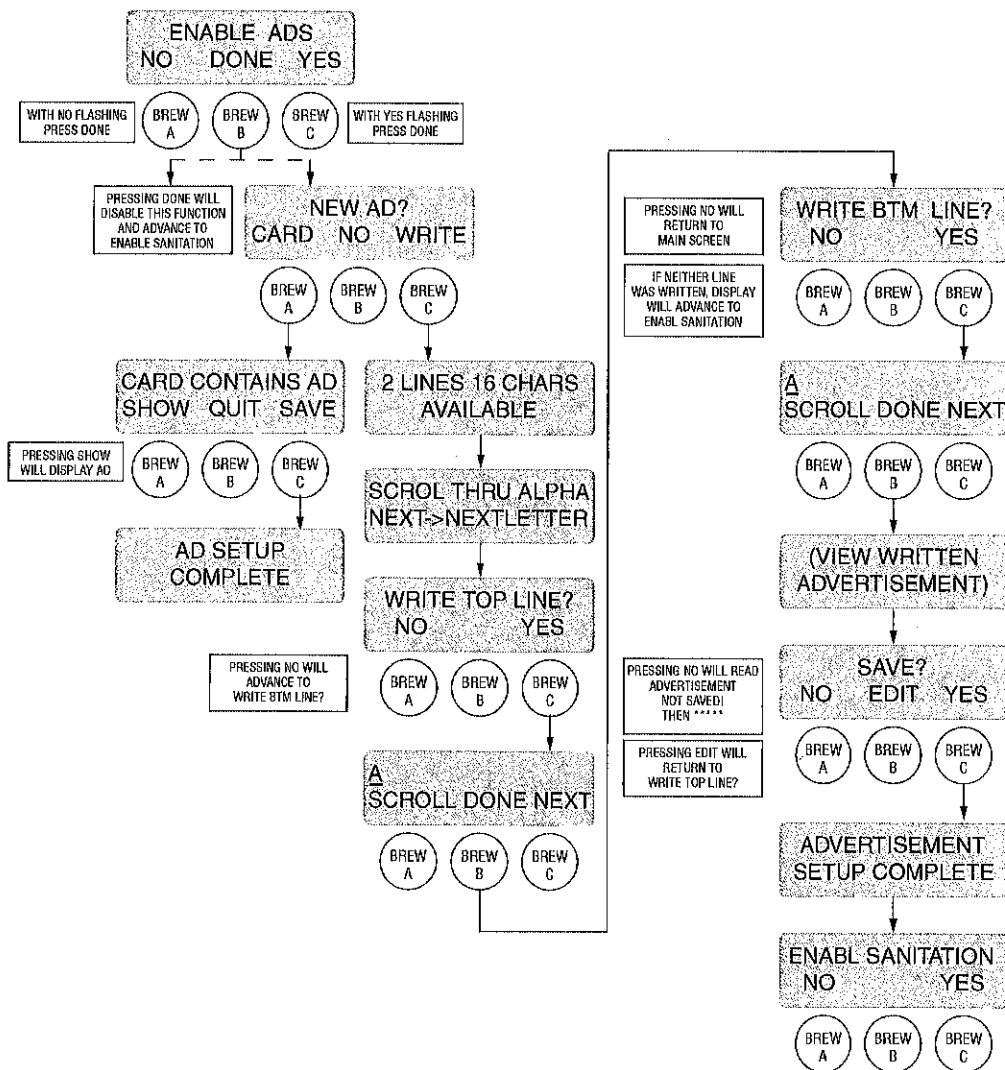 ENABLE ADS
NO DONE YES
WITH NO FLASHING
PRESS DONE
BREW
A
BREW
B
BREW
C
WITH YES FLASHING
PRESS DONE
PRESSING DONE WILL
DISABLE THIS FUNCTION
AND ADVANCE TO
ENABLE SANITATION
NEW AD?
CARD NO WRITE
BREW
A
BREW
B
BREW
C
CARD CONTAINS AD
SHOW QUIT SAVE
PRESSING SHOW
WILL DISPLAY AD
BREW
A
BREW
B
BREW
C
AD SETUP
COMPLETE
2 LINES 16 CHARS
AVAILABLE
SCROL THRU ALPHA
NEXT->NEXTLETTER
WRITE TOP LINE?
NO YES
PRESSING NO WILL
ADVANCE TO
WRITE BTM LINE?
BREW
A
BREW
B
BREW
C
A
SCROLL DONE NEXT
BREW
A
BREW
B
BREW
C
PRESSING NO WILL
RETURN TO
MAIN SCREEN
WRITE BTM LINE?
NO YES
IF NEITHER LINE
WAS WRITTEN, DISPLAY
WILL ADVANCE TO
ENABL SANITATION
BREW
A
BREW
B
BREW
C
A
SCROLL DONE NEXT
BREW
A
BREW
B
BREW
C
(VIEW WRITTEN
ADVERTISEMENT)
PRESSING NO WILL READ
ADVERTISEMENT
NOT SAVED!
THEN *****
SAVE?
NO EDIT YES
PRESSING EDIT WILL
RETURN TO
WRITE TOP LINE?
BREW
A
BREW
B
BREW
C
ADVERTISEMENT
SETUP COMPLETE
ENABL SANITATION
NO YES
BREW
A
BREW
B
BREW
C